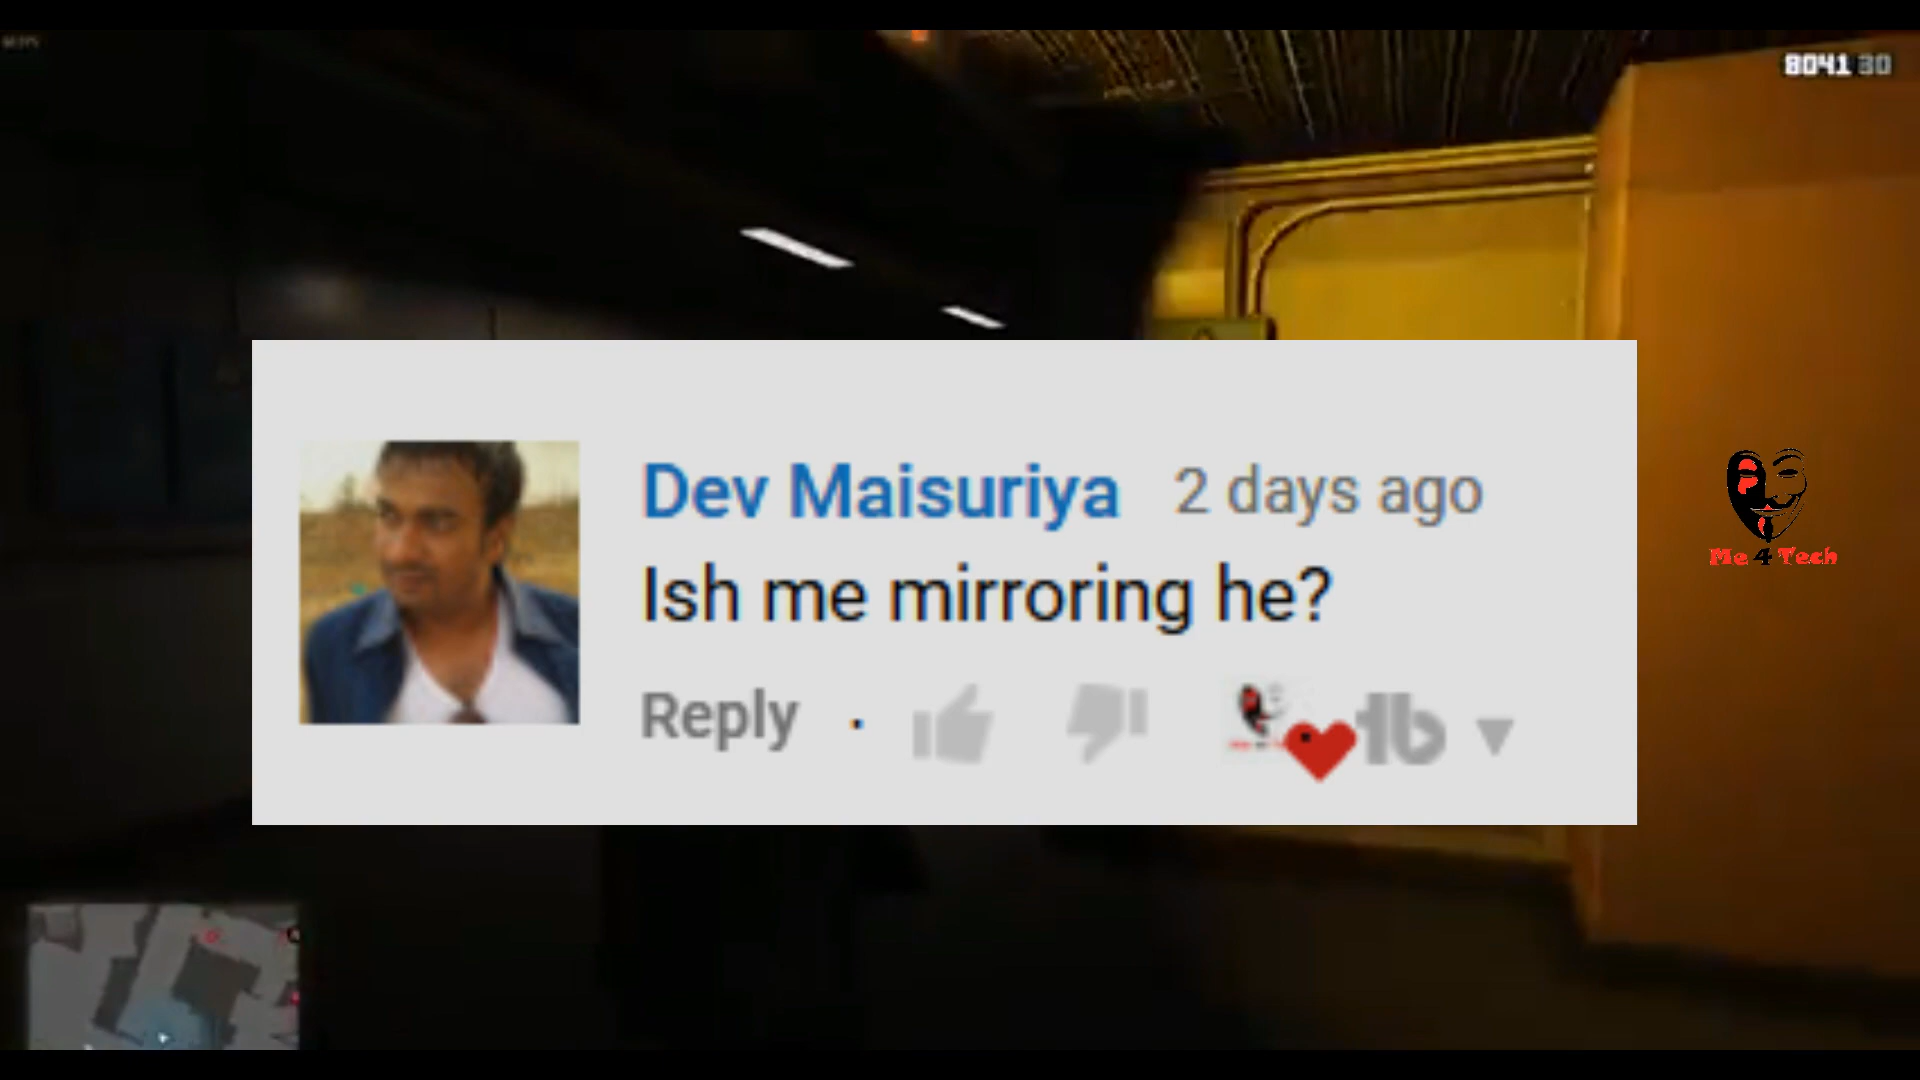 8041 30
Dev Maisuriya 2 days ago
Ish me mirroring he?
Reply
Me 4 Tech